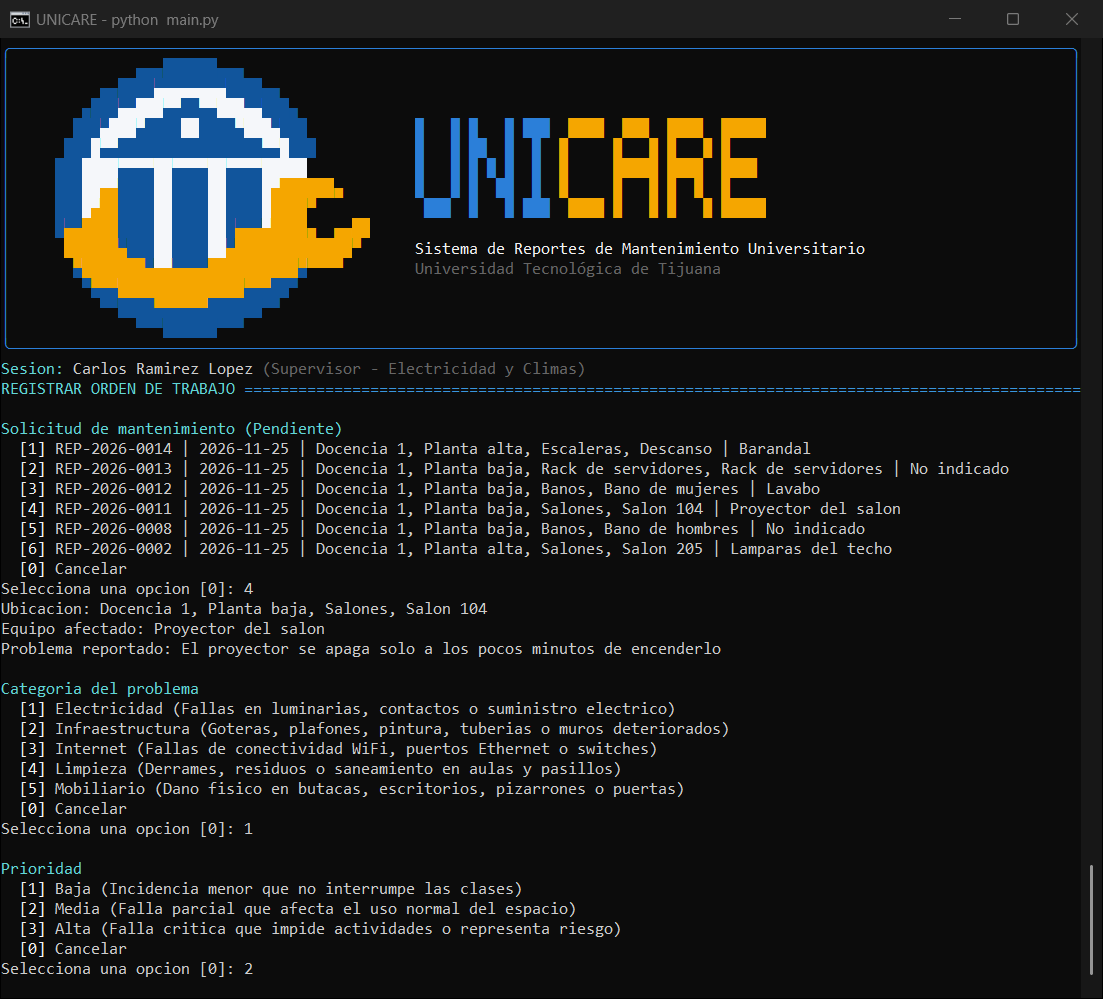 UNICARE - python  main.py
UNICARE
Sistema de Reportes de Mantenimiento Universitario
Universidad Tecnológica de Tijuana
Sesion: Carlos Ramirez Lopez (Supervisor - Electricidad y Climas)
REGISTRAR ORDEN DE TRABAJO =============================================================================================
Solicitud de mantenimiento (Pendiente)
[1] REP-2026-0014 | 2026-11-25 | Docencia 1, Planta alta, Escaleras, Descanso | Barandal
[2] REP-2026-0013 | 2026-11-25 | Docencia 1, Planta baja, Rack de servidores, Rack de servidores | No indicado
[3] REP-2026-0012 | 2026-11-25 | Docencia 1, Planta baja, Banos, Bano de mujeres | Lavabo
[4] REP-2026-0011 | 2026-11-25 | Docencia 1, Planta baja, Salones, Salon 104 | Proyector del salon
[5] REP-2026-0008 | 2026-11-25 | Docencia 1, Planta baja, Banos, Bano de hombres | No indicado
[6] REP-2026-0002 | 2026-11-25 | Docencia 1, Planta alta, Salones, Salon 205 | Lamparas del techo
[0] Cancelar
Selecciona una opcion [0]: 4
Ubicacion: Docencia 1, Planta baja, Salones, Salon 104
Equipo afectado: Proyector del salon
Problema reportado: El proyector se apaga solo a los pocos minutos de encenderlo
Categoria del problema
[1] Electricidad (Fallas en luminarias, contactos o suministro electrico)
[2] Infraestructura (Goteras, plafones, pintura, tuberias o muros deteriorados)
[3] Internet (Fallas de conectividad WiFi, puertos Ethernet o switches)
[4] Limpieza (Derrames, residuos o saneamiento en aulas y pasillos)
[5] Mobiliario (Dano fisico en butacas, escritorios, pizarrones o puertas)
[0] Cancelar
Selecciona una opcion [0]: 1
Prioridad
[1] Baja (Incidencia menor que no interrumpe las clases)
[2] Media (Falla parcial que afecta el uso normal del espacio)
[3] Alta (Falla critica que impide actividades o representa riesgo)
[0] Cancelar
Selecciona una opcion [0]: 2